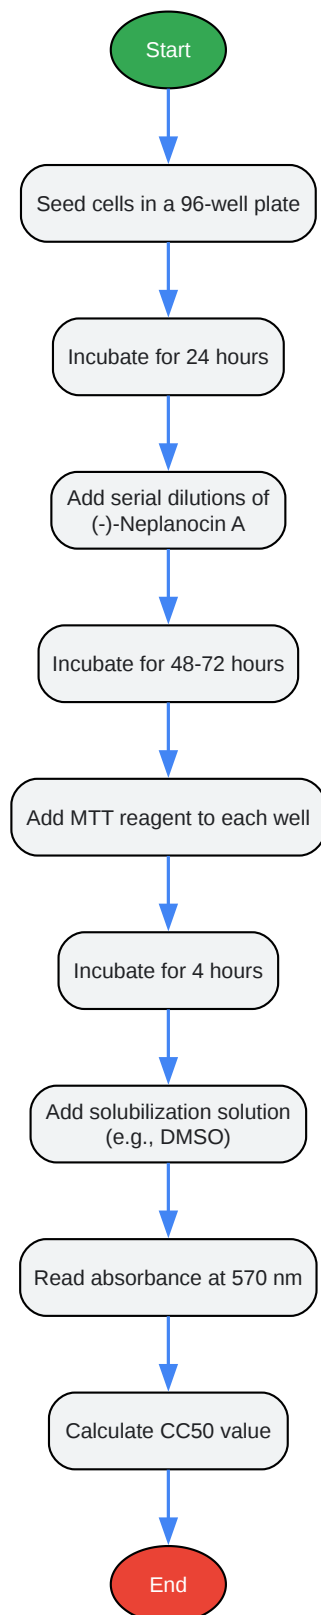 Start
Seed cells in a 96-well plate
Incubate for 24 hours
Add serial dilutions of
(-)-Neplanocin A
Incubate for 48-72 hours
Add MTT reagent to each well
Incubate for 4 hours
Add solubilization solution
(e.g., DMSO)
Read absorbance at 570 nm
Calculate CC50 value
End